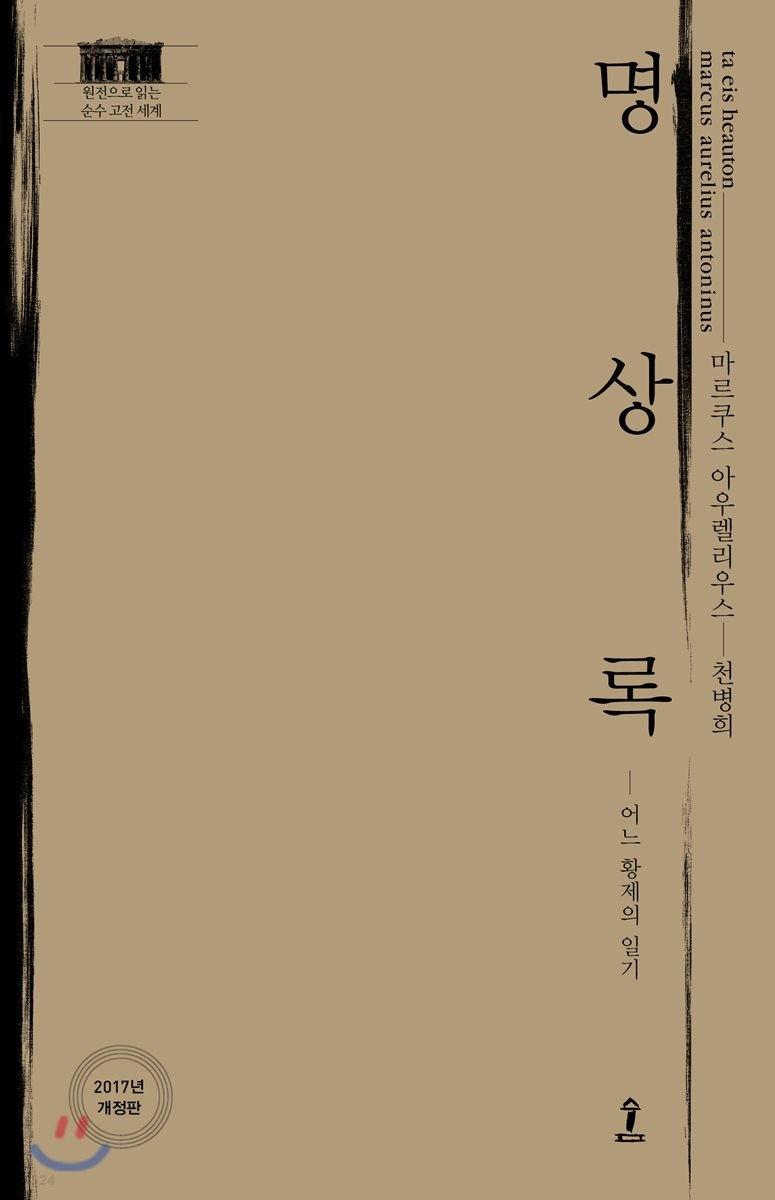 원전으로 읽는
순수 고전 세계
ta eis heauton
marcus aurelius antoninus
마르쿠스 아우렐리우스 — 천병희
명상록
— 어느 황제의 일기
2017년
개정판
24